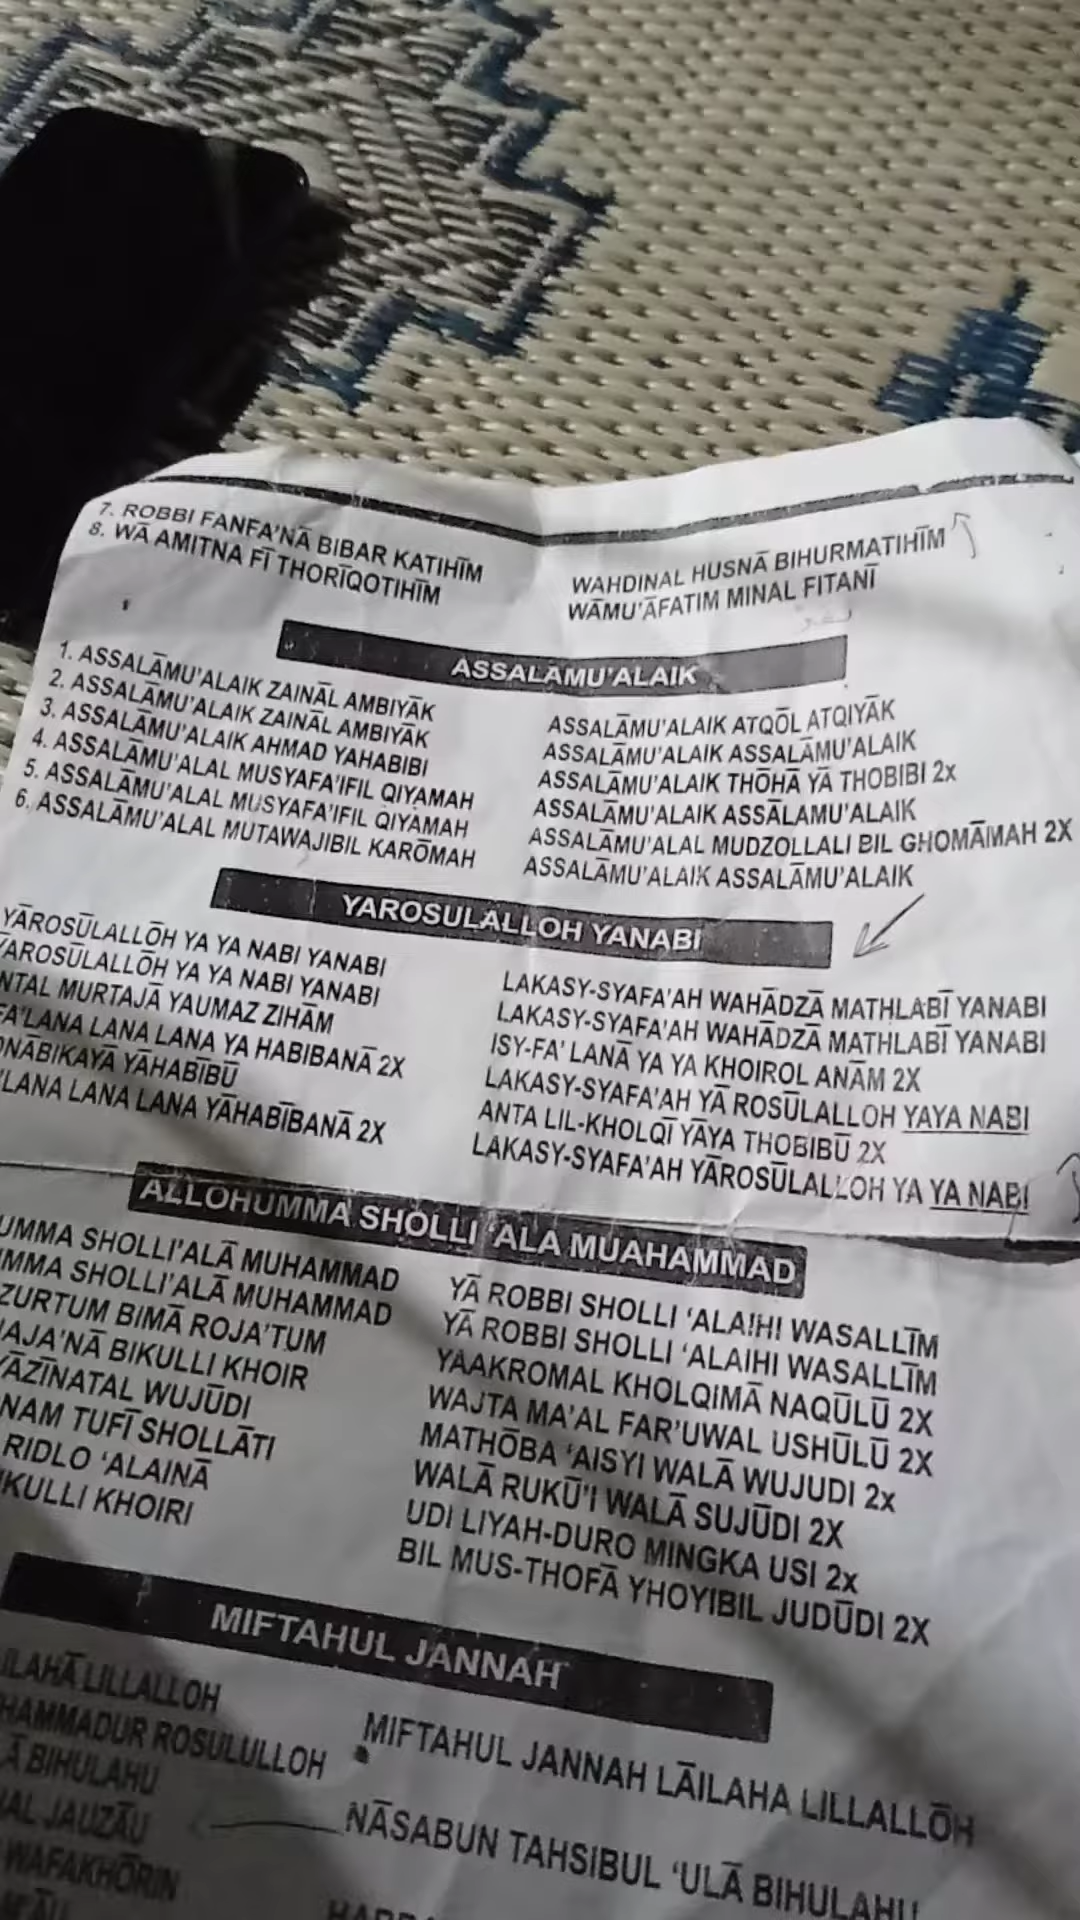 7. ROBBI FANFA'NĀ BIBAR KATIHĪM
WAHDINAL HUSNĀ BIHURMATIHĪM
8. WĀ AMITNA FĪ THORĪQOTIHĪM
WĀMU'ĀFATIM MINAL FITANĪ
ASSALĀMU'ALAIK
1. ASSALĀMU'ALAIK ZAINĀL AMBIYĀK
ASSALĀMU'ALAIK ATQŌL ATQIYĀK
2. ASSALĀMU'ALAIK ZAINĀL AMBIYĀK
ASSALĀMU'ALAIK ASSALĀMU'ALAIK
3. ASSALĀMU'ALAIK AHMAD YAHABIBI
ASSALĀMU'ALAIK THŌHĀ YĀ THOBIBI 2x
4. ASSALĀMU'ALAL MUSYAFA'IFIL QIYAMAH
ASSALĀMU'ALAIK ASSĀLAMU'ALAIK
5. ASSALĀMU'ALAL MUSYAFA'IFIL QIYAMAH
ASSALĀMU'ALAL MUDZOLLALI BIL GHOMĀMAH 2X
6. ASSALĀMU'ALAL MUTAWAJIBIL KARŌMAH
ASSALĀMU'ALAIK ASSALĀMU'ALAIK
YAROSULALLOH YANABI
YĀROSŪLALLŌH YA YA NABI YANABI
LAKASY-SYAFA'AH WAHĀDZĀ MATHLABĪ YANABI
YAROSŪLALLŌH YA YA NABI YANABI
LAKASY-SYAFA'AH WAHĀDZĀ MATHLABĪ YANABI
NTAL MURTAJĀ YAUMAZ ZIHĀM
ISY-FA' LANĀ YA YA KHOIROL ANĀM 2X
FA'LANA LANA LANA YA HABIBANĀ 2X
LAKASY-SYAFA'AH YĀ ROSŪLALLOH YAYA NABI
NĀBIKAYĀ YĀHABĪBŪ
ANTA LIL-KHOLQĪ YĀYA THOBIBŪ 2X
'LANA LANA LANA YĀHABĪBANĀ 2X
LAKASY-SYAFA'AH YĀROSŪLALLOH YA YA NABI
ALLOHUMMA SHOLLI 'ALA MUAHAMMAD
UMMA SHOLLI'ALĀ MUHAMMAD
YĀ ROBBI SHOLLI 'ALAIHI WASALLĪM
MMA SHOLLI'ALĀ MUHAMMAD
YĀ ROBBI SHOLLI 'ALAIHI WASALLĪM
ZURTUM BIMĀ ROJA'TUM
YAAKROMAL KHOLQIMĀ NAQŪLŪ 2X
AJA'NĀ BIKULLI KHOIR
WAJTA MA'AL FAR'UWAL USHŪLŪ 2X
YĀZĪNATAL WUJŪDI
MATHŌBA 'AISYI WALĀ WUJUDI 2x
NAM TUFĪ SHOLLĀTI
WALĀ RUKŪ'I WALĀ SUJŪDI 2X
RIDLO 'ALAINĀ
UDI LIYAH-DURO MINGKA USI 2x
KULLI KHOIRI
BIL MUS-THOFĀ YHOYIBIL JUDŪDI 2X
MIFTAHUL JANNAH
ILAHĀ LILLALLOH
HAMMADUR ROSULULLOH
MIFTAHUL JANNAH LĀILAHA LILLALLŌH
Ā BIHULAHU
NĀSABUN TAHSIBUL 'ULĀ BIHULAHU
AL JAUZĀU
WAFAKHŌRIN